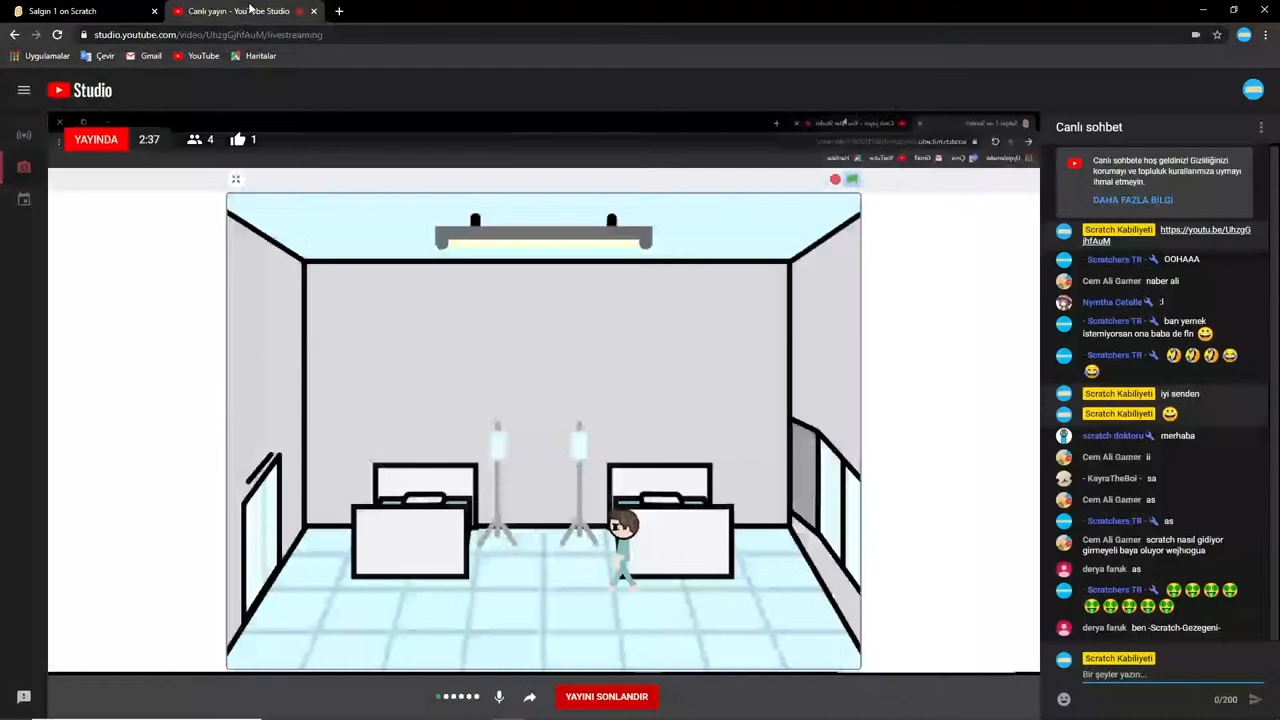 Salgın 1 on Scratch
Canlı yayın - YouTube Studio
studio.youtube.com/video/UhzgGjhfAuM/livestreaming
Uygulamalar
Çevir
Gmail
YouTube
Haritalar
Studio
YAYINDA
2:37
4
1
YAYINI SONLANDIR
Canlı sohbet
Canlı sohbete hoş geldiniz! Gizliliğinizi
korumayı ve topluluk kurallarımıza uymayı
ihmal etmeyin.
DAHA FAZLA BİLGİ
Scratch Kabiliyeti https://youtu.be/UhzgG
jhfAuM
- Scratchers TR - OOHAAA
Cem Ali Gamer naber ali
Nymtha Cetelle :l
- Scratchers TR - ban yemek
istemiyorsan ona baba de fln 😀
- Scratchers TR - 🤣 🤣 🤣 😂
😂
Scratch Kabiliyeti iyi senden
Scratch Kabiliyeti 😀
scratch doktoru merhaba
Cem Ali Gamer ii
- KayraTheBoi - sa
Cem Ali Gamer as
- Scratchers TR - as
Cem Ali Gamer scratch nasıl gidiyor
girmeyeli baya oluyor wejhıogua
derya faruk as
- Scratchers TR - 🤑 🤑 🤑 🤑
🤑 🤑 🤑 🤑 🤑
derya faruk ben -Scratch-Gezegeni-
Scratch Kabiliyeti
Bir şeyler yazın...
0/200